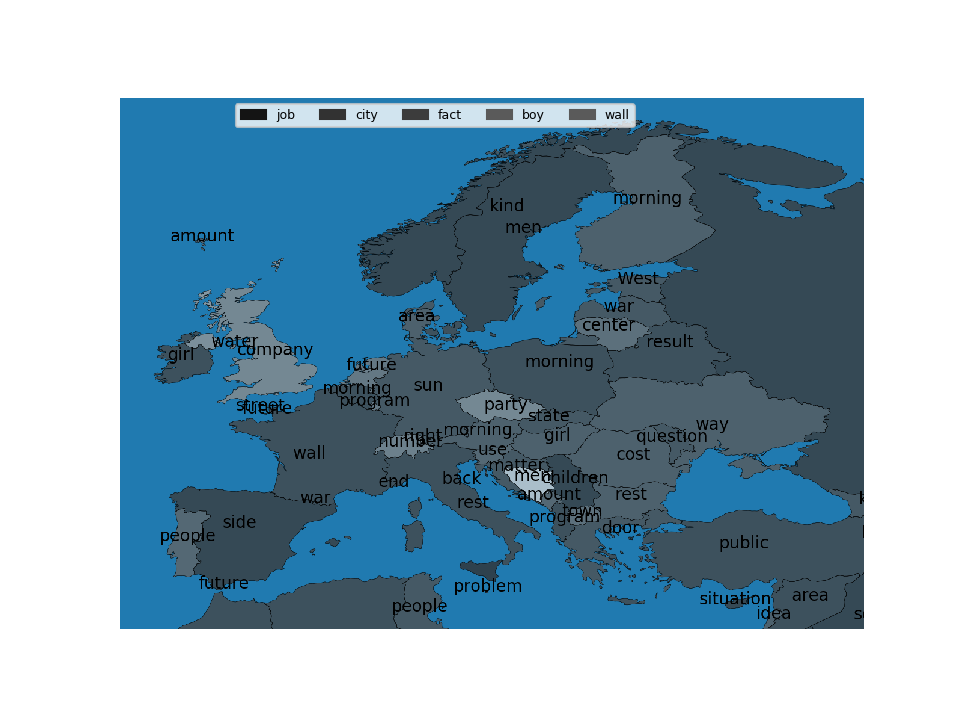 job city fact boy wall
morning
kind
men
amount
West
war
center
area
water
company
girl
result
future
morning
morning
sun
program
party
street
future
state
way
right
morning
girl
question
number
use
wall
cost
matter
end
back
men
children
war
amount
rest
rest
town
program
side
door
people
public
future
problem
situation
area
people
idea